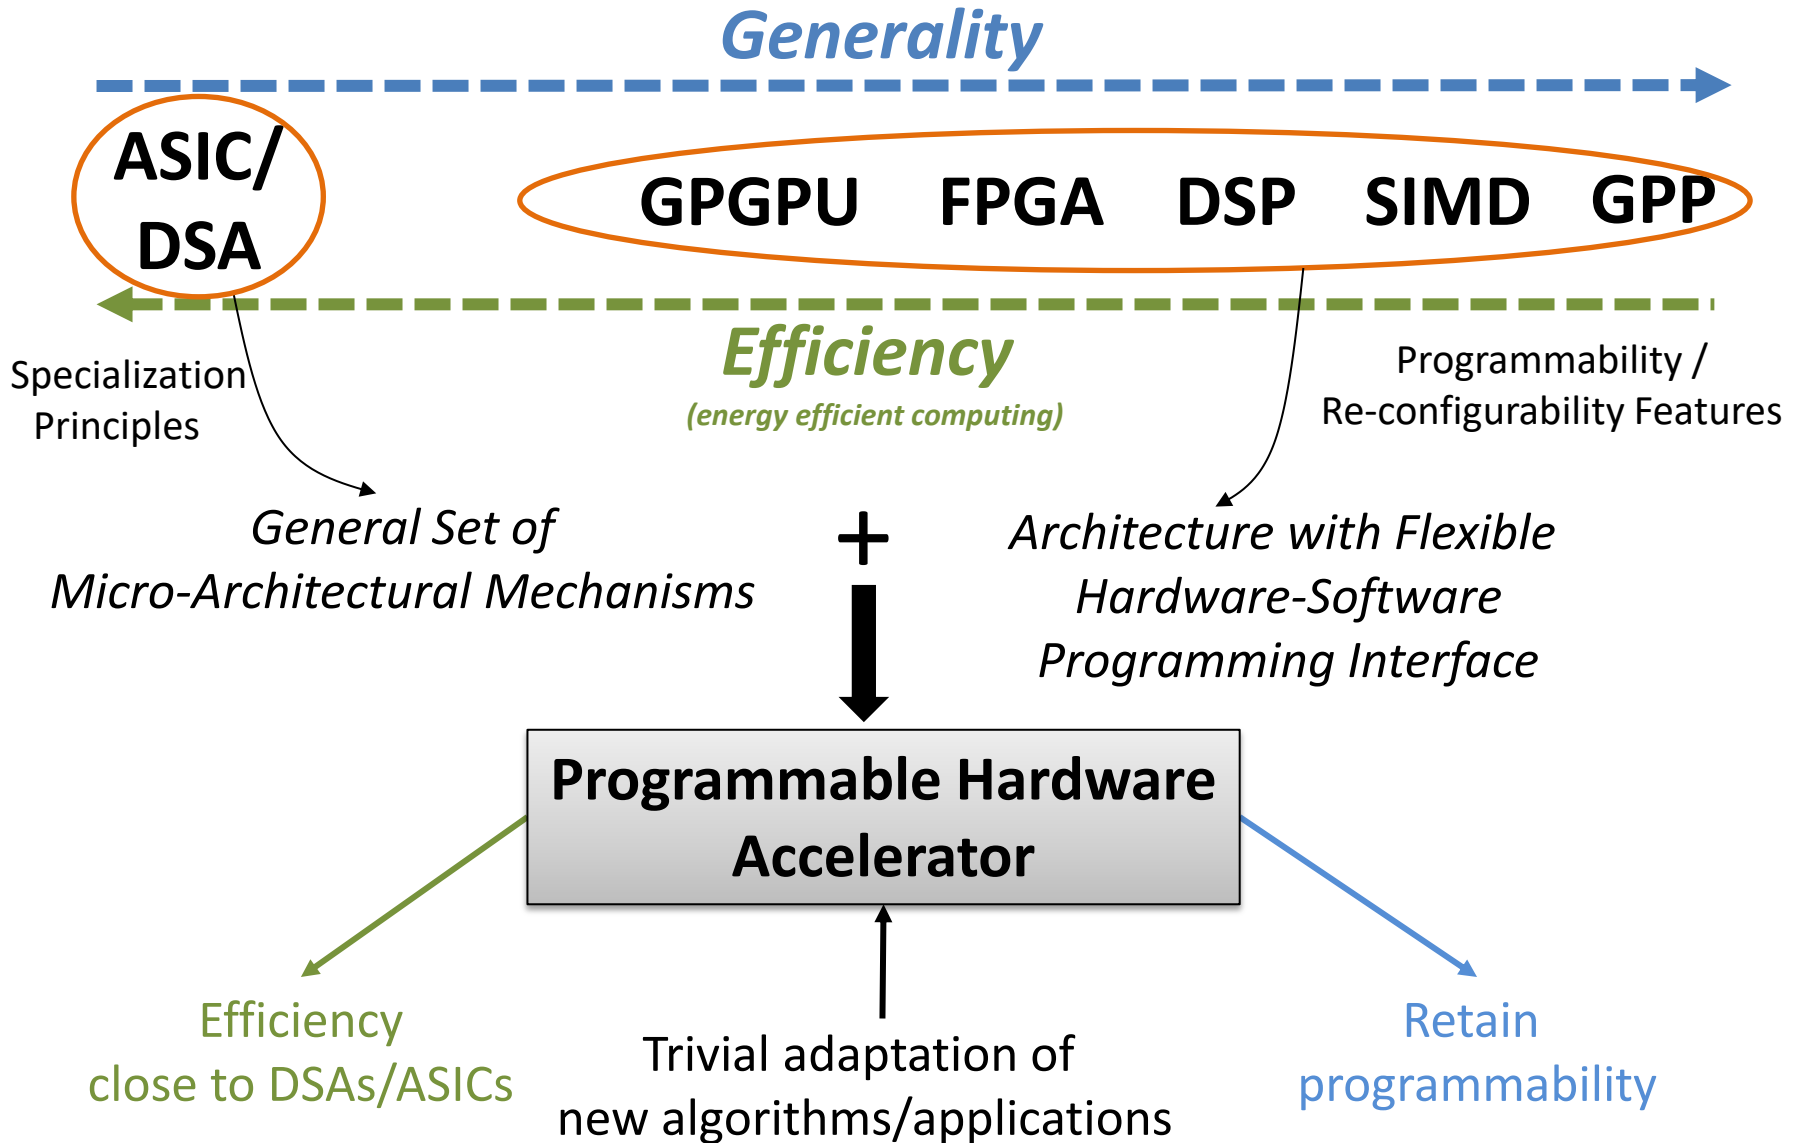 Generality
ASIC/
DSA
GPGPU FPGA DSP SIMD GPP
Efficiency
(energy efficient computing)
Specialization
Principles
Programmability /
Re-configurability Features
General Set of
Micro-Architectural Mechanisms
+
Architecture with Flexible
Hardware-Software
Programming Interface
Programmable Hardware
Accelerator
Efficiency
close to DSAs/ASICs
Trivial adaptation of
new algorithms/applications
Retain
programmability